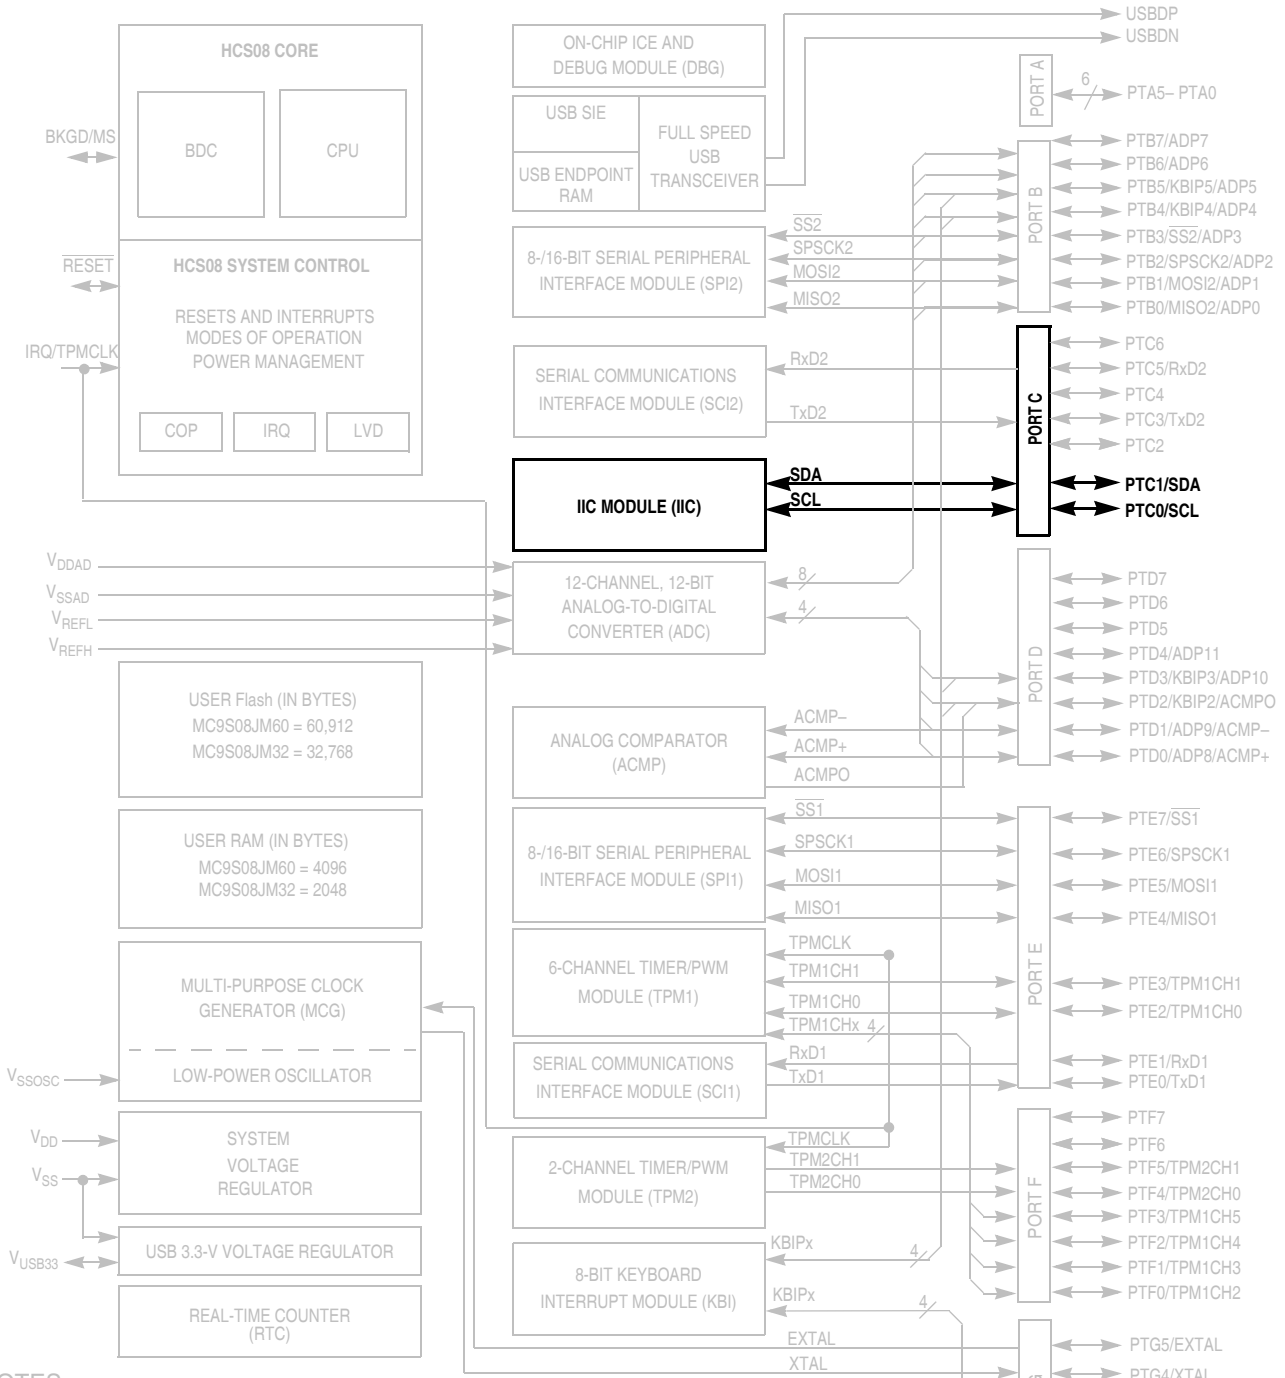 HCS08 CORE
BDC
CPU
BKGD/MS
RESET
HCS08 SYSTEM CONTROL
RESETS AND INTERRUPTS
MODES OF OPERATION
POWER MANAGEMENT
IRQ/TPMCLK
COP
IRQ
LVD
VDDAD
VSSAD
VREFL
VREFH
USER Flash (IN BYTES)
MC9S08JM60 = 60,912
MC9S08JM32 = 32,768
USER RAM (IN BYTES)
MC9S08JM60 = 4096
MC9S08JM32 = 2048
MULTI-PURPOSE CLOCK
GENERATOR (MCG)
LOW-POWER OSCILLATOR
VSSOSC
VDD
VSS
SYSTEM
VOLTAGE
REGULATOR
VUSB33
USB 3.3-V VOLTAGE REGULATOR
REAL-TIME COUNTER
(RTC)
ON-CHIP ICE AND
DEBUG MODULE (DBG)
USB SIE
USB ENDPOINT
RAM
FULL SPEED
USB
TRANSCEIVER
8-/16-BIT SERIAL PERIPHERAL
INTERFACE MODULE (SPI2)
SS2
SPSCK2
MOSI2
MISO2
SERIAL COMMUNICATIONS
INTERFACE MODULE (SCI2)
RxD2
TxD2
IIC MODULE (IIC)
SDA
SCL
12-CHANNEL, 12-BIT
ANALOG-TO-DIGITAL
CONVERTER (ADC)
8
4
ANALOG COMPARATOR
(ACMP)
ACMP–
ACMP+
ACMPO
8-/16-BIT SERIAL PERIPHERAL
INTERFACE MODULE (SPI1)
SS1
SPSCK1
MOSI1
MISO1
6-CHANNEL TIMER/PWM
MODULE (TPM1)
TPMCLK
TPM1CH1
TPM1CH0
TPM1CHx 4
SERIAL COMMUNICATIONS
INTERFACE MODULE (SCI1)
RxD1
TxD1
2-CHANNEL TIMER/PWM
MODULE (TPM2)
TPMCLK
TPM2CH1
TPM2CH0
8-BIT KEYBOARD
INTERRUPT MODULE (KBI)
KBIPx
4
KBIPx
4
EXTAL
XTAL
USBDP
USBDN
PORT A
6
PTA5– PTA0
PORT B
PTB7/ADP7
PTB6/ADP6
PTB5/KBIP5/ADP5
PTB4/KBIP4/ADP4
PTB3/SS2/ADP3
PTB2/SPSCK2/ADP2
PTB1/MOSI2/ADP1
PTB0/MISO2/ADP0
PORT C
PTC6
PTC5/RxD2
PTC4
PTC3/TxD2
PTC2
PTC1/SDA
PTC0/SCL
PORT D
PTD7
PTD6
PTD5
PTD4/ADP11
PTD3/KBIP3/ADP10
PTD2/KBIP2/ACMPO
PTD1/ADP9/ACMP–
PTD0/ADP8/ACMP+
PORT E
PTE7/SS1
PTE6/SPSCK1
PTE5/MOSI1
PTE4/MISO1
PTE3/TPM1CH1
PTE2/TPM1CH0
PTE1/RxD1
PTE0/TxD1
PORT F
PTF7
PTF6
PTF5/TPM2CH1
PTF4/TPM2CH0
PTF3/TPM1CH5
PTF2/TPM1CH4
PTF1/TPM1CH3
PTF0/TPM1CH2
PTG5/EXTAL
PTG4/XTAL